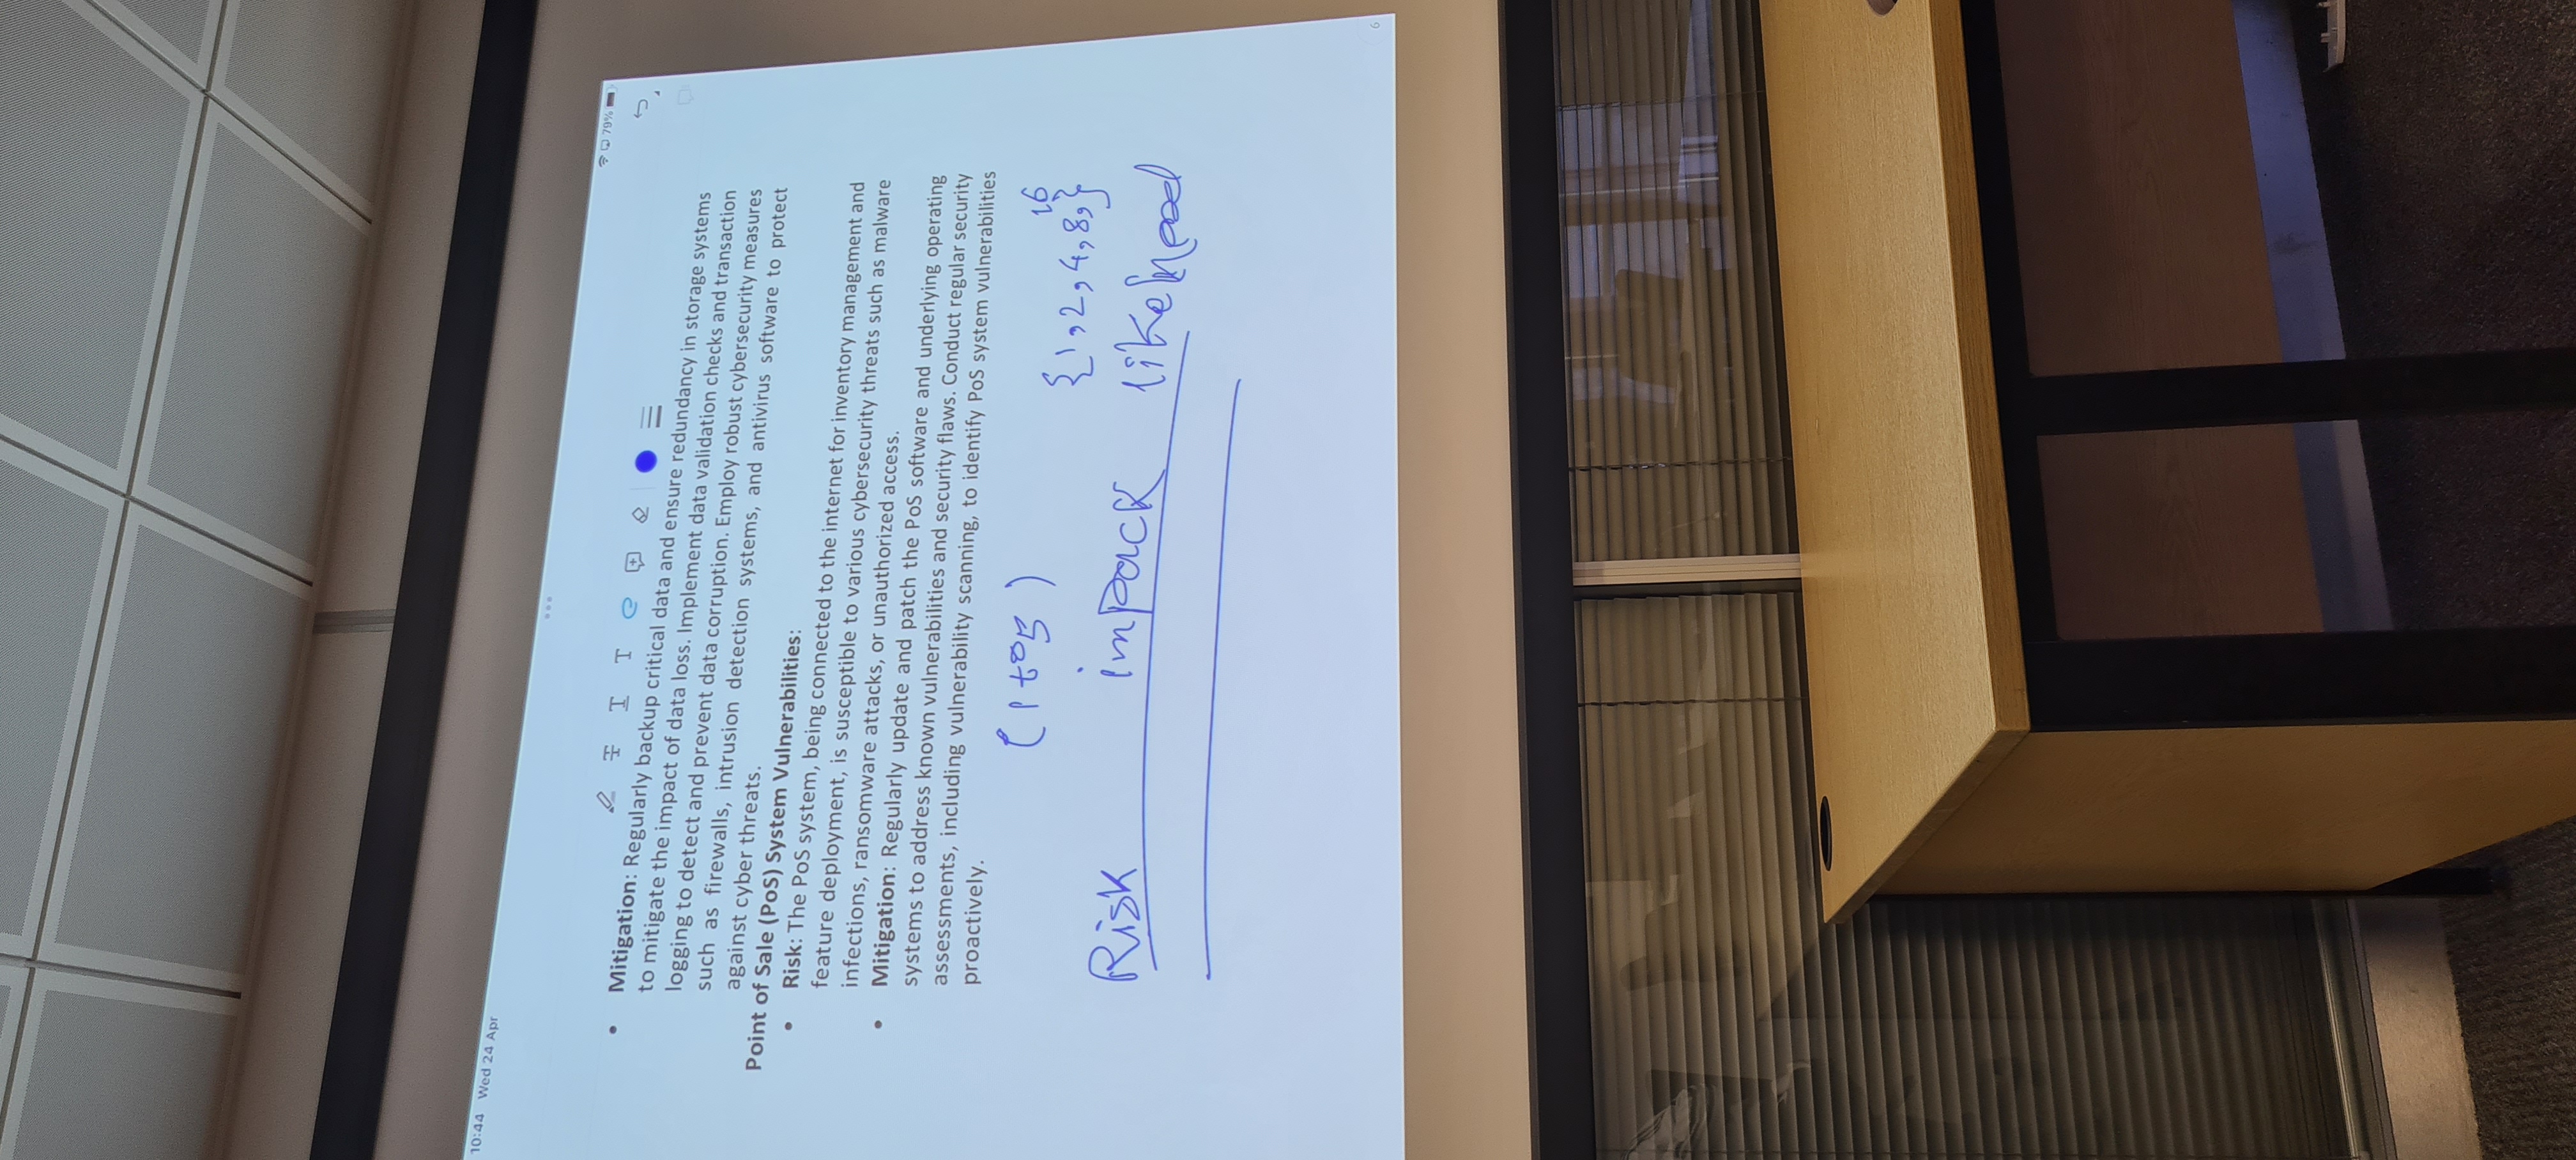 10:44 Wed 24 Apr
79%
• Mitigation: Regularly backup critical data and ensure redundancy in storage systems
to mitigate the impact of data loss. Implement data validation checks and transaction
logging to detect and prevent data corruption. Employ robust cybersecurity measures
such as firewalls, intrusion detection systems, and antivirus software to protect
against cyber threats.
Point of Sale (PoS) System Vulnerabilities:
• Risk: The PoS system, being connected to the internet for inventory management and
feature deployment, is susceptible to various cybersecurity threats such as malware
infections, ransomware attacks, or unauthorized access.
• Mitigation: Regularly update and patch the PoS software and underlying operating
systems to address known vulnerabilities and security flaws. Conduct regular security
assessments, including vulnerability scanning, to identify PoS system vulnerabilities
proactively.
(1 to 5)
16
{1,2,4,8,}
Risk impack likelhood
6